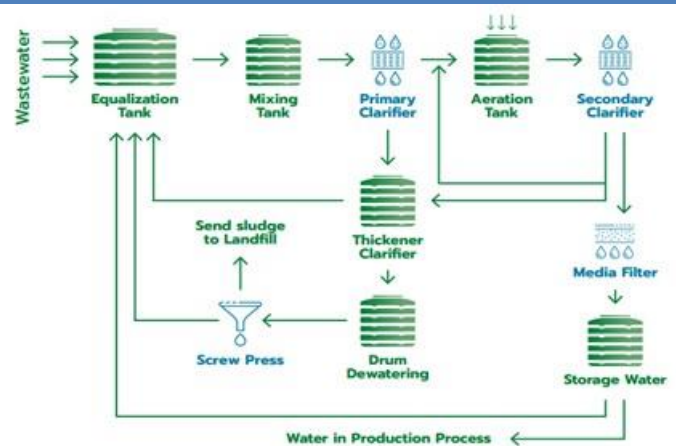 Wastewater
Equalization
Tank
Mixing
Tank
Primary
Clarifier
Aeration
Tank
Secondary
Clarifier
Send sludge
to Landfill
Thickener
Clarifier
Media Filter
Screw Press
Drum
Dewatering
Storage Water
Water in Production Process